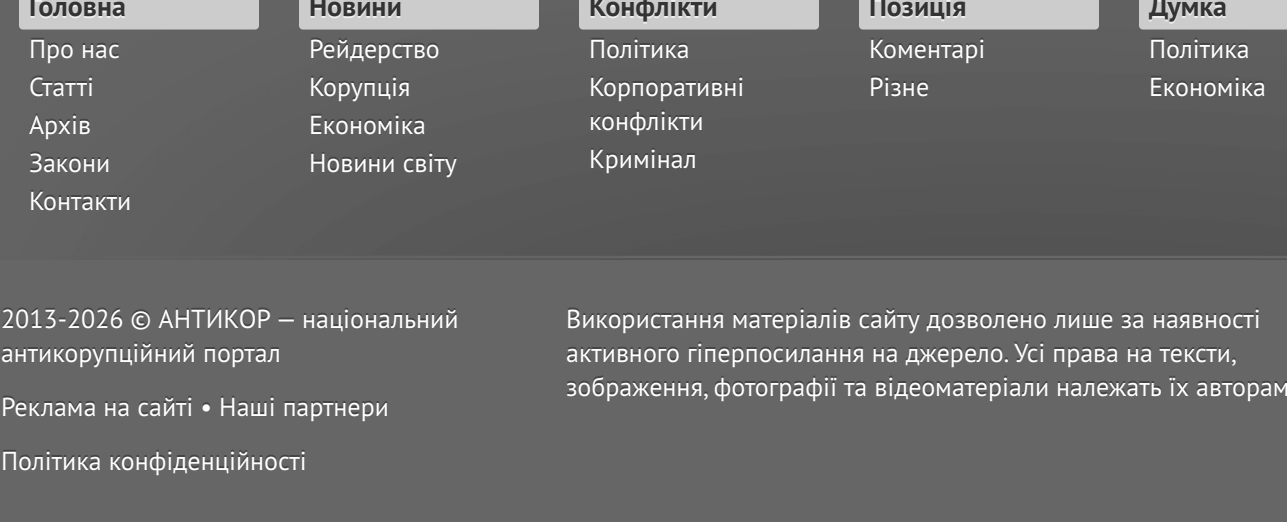 Головна
Про нас
Статті
Архів
Закони
Контакти
Новини
Рейдерство
Корупція
Економіка
Новини світу
Конфлікти
Політика
Корпоративні
конфлікти
Кримінал
Позиція
Коментарі
Різне
Думка
Політика
Економіка
2013-2026 © АНТИКОР — національний
антикорупційний портал
Реклама на сайті • Наші партнери
Політика конфіденційності
Використання матеріалів сайту дозволено лише за наявності
активного гіперпосилання на джерело. Усі права на тексти,
зображення, фотографії та відеоматеріали належать їх авторам